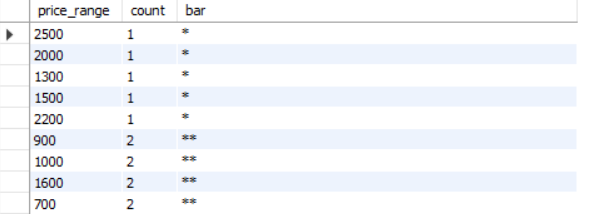 price_range count bar
2500 1 *
2000 1 *
1300 1 *
1500 1 *
2200 1 *
900 2 **
1000 2 **
1600 2 **
700 2 **